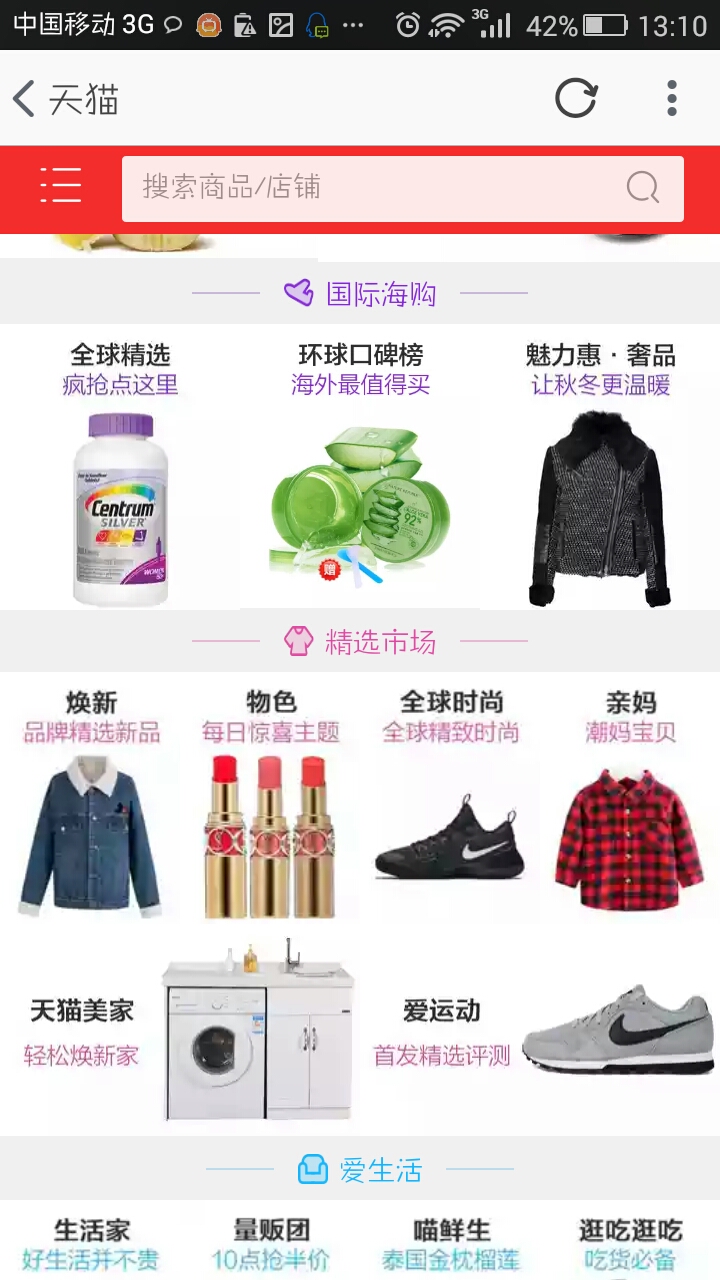 中国移动 3G 3G 42% 13:10
天猫
搜索商品/店铺
国际海购
全球精选 环球口碑榜 魅力惠·奢品
疯抢点这里 海外最值得买 让秋冬更温暖
Centrum
SILVER
WOMEN
50+
92%
赠
精选市场
焕新 物色 全球时尚 亲妈
品牌精选新品 每日惊喜主题 全球精致时尚 潮妈宝贝
天猫美家 爱运动
轻松焕新家 首发精选评测
爱生活
生活家 量贩团 喵鲜生 逛吃逛吃
好生活并不贵 10点抢半价 泰国金枕榴莲 吃货必备